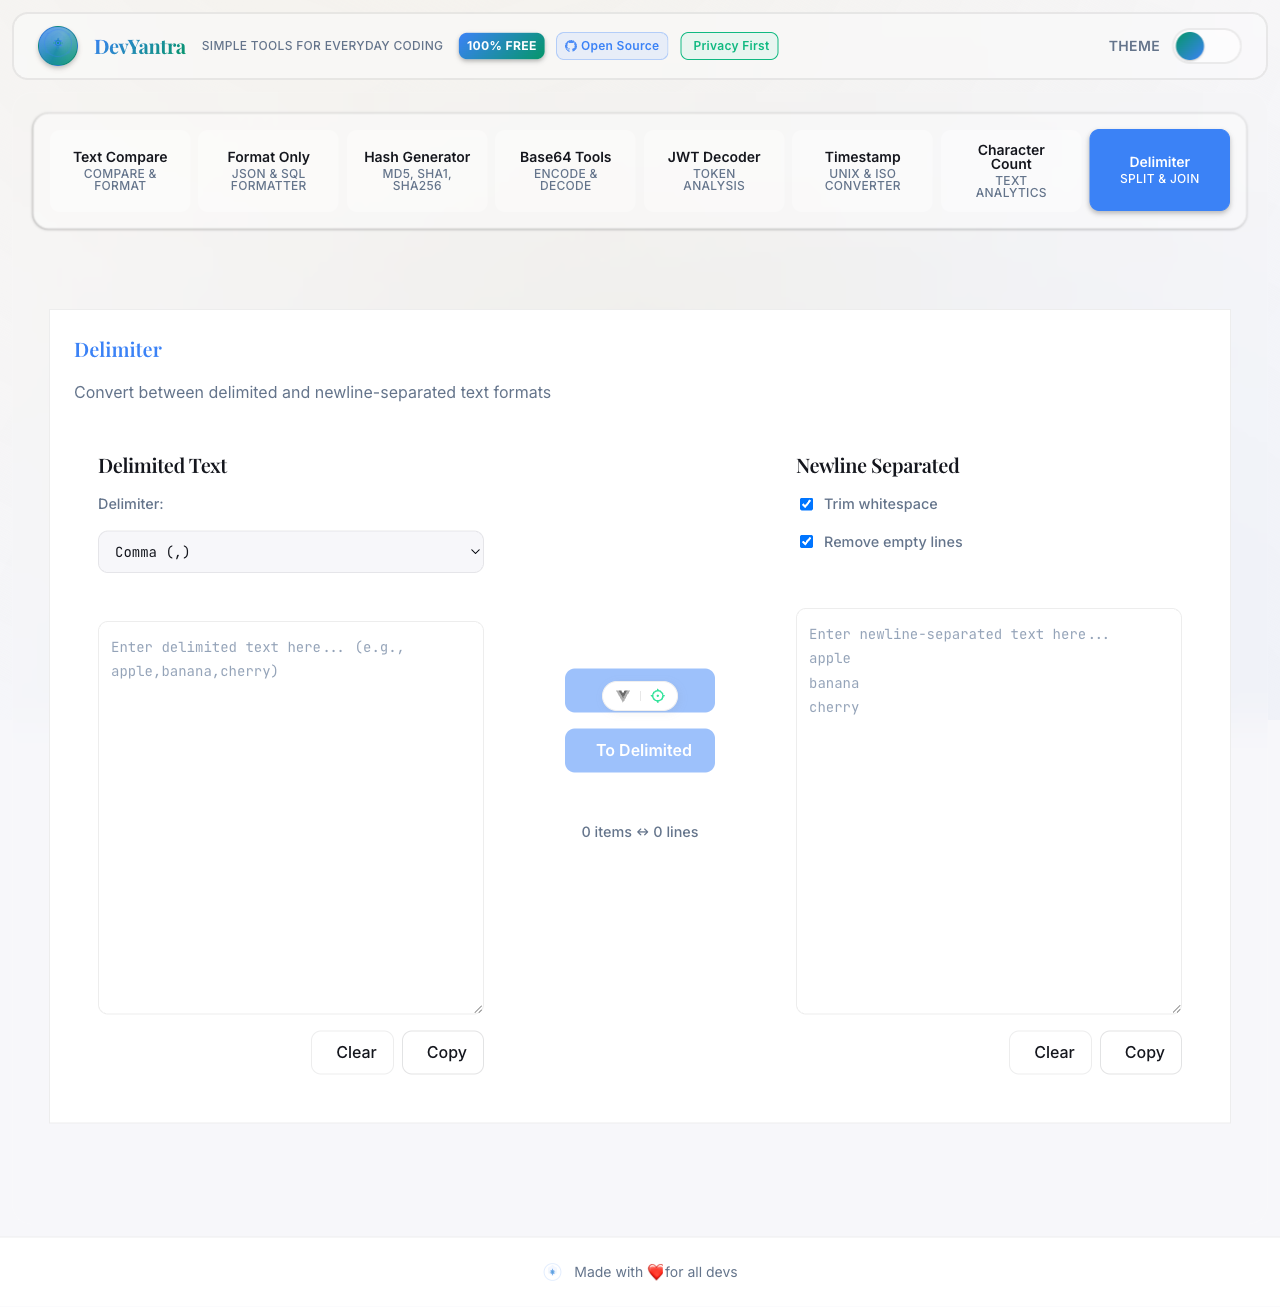 DevYantra SIMPLE TOOLS FOR EVERYDAY CODING 100% FREE Open Source Privacy First THEME
Text Compare
COMPARE &
FORMAT
Format Only
JSON & SQL
FORMATTER
Hash Generator
MD5, SHA1,
SHA256
Base64 Tools
ENCODE &
DECODE
JWT Decoder
TOKEN
ANALYSIS
Timestamp
UNIX & ISO
CONVERTER
Character
Count
TEXT
ANALYTICS
Delimiter
SPLIT & JOIN
Delimiter
Convert between delimited and newline-separated text formats
Delimited Text
Delimiter:
Comma (,)
Enter delimited text here... (e.g.,
apple,banana,cherry)
Clear Copy
To Delimited
0 items ↔ 0 lines
Newline Separated
Trim whitespace
Remove empty lines
Enter newline-separated text here...
apple
banana
cherry
Clear Copy
Made with ❤️for all devs